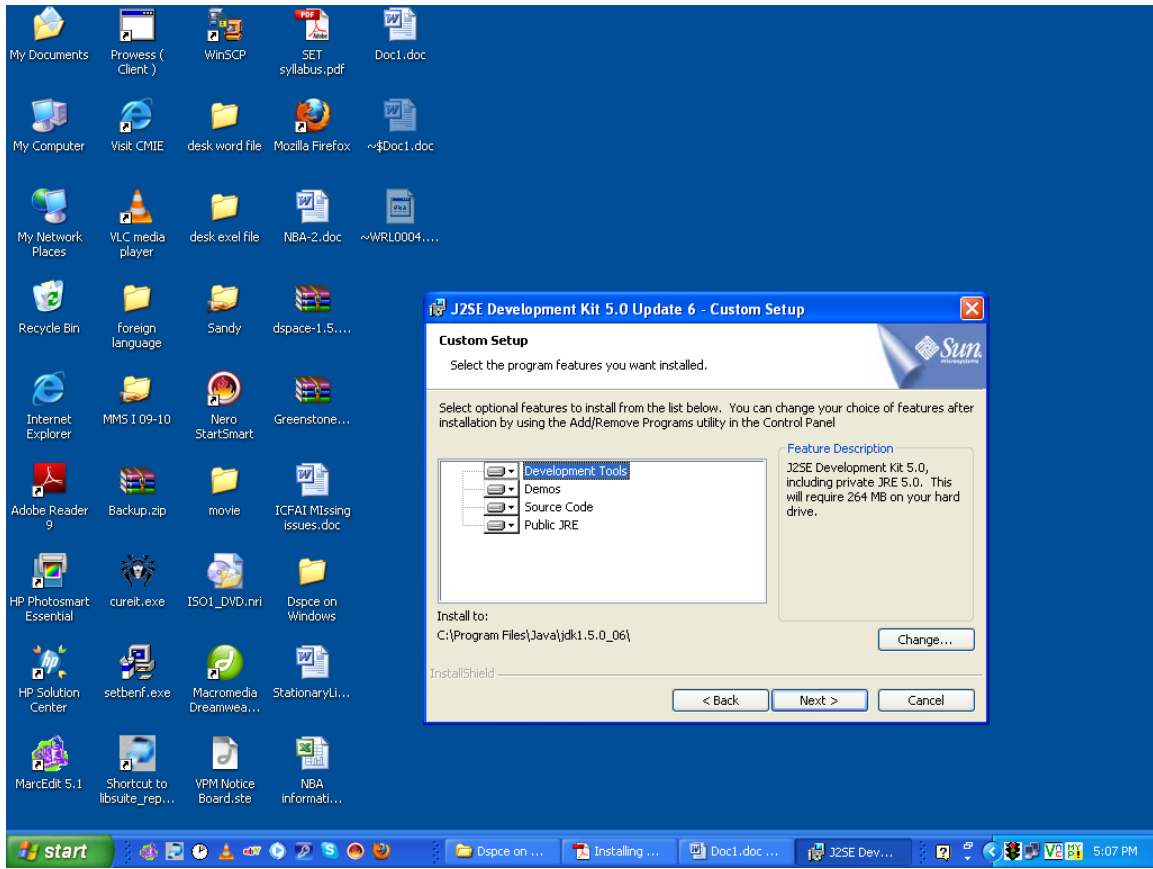 My Documents
Prowess (
Client )
WinSCP
PDF
Adobe
SET
syllabus.pdf
Doc1.doc
My Computer
Visit CMIE
desk word file
Mozilla Firefox
~$Doc1.doc
My Network
Places
VLC media
player
desk exel file
NBA-2.doc
~WRL0004....
Recycle Bin
foreign
language
Sandy
dspace-1.5....
Internet
Explorer
MMS I 09-10
Nero
StartSmart
Greenstone...
Adobe Reader
9
Backup.zip
movie
ICFAI MIssing
issues.doc
HP Photosmart
Essential
cureit.exe
ISO1_DVD.nri
Dspce on
Windows
hp
HP Solution
Center
setbenf.exe
Macromedia
Dreamwea...
StationaryLi...
MarcEdit 5.1
Shortcut to
libsuite_rep...
VPM Notice
Board.ste
NBA
informati...
J2SE Development Kit 5.0 Update 6 - Custom Setup
Custom Setup
Select the program features you want installed.
Sun
microsystems
Select optional features to install from the list below. You can change your choice of features after
installation by using the Add/Remove Programs utility in the Control Panel
Development Tools
Demos
Source Code
Public JRE
Feature Description
J2SE Development Kit 5.0,
including private JRE 5.0. This
will require 264 MB on your hard
drive.
Install to:
C:\Program Files\Java\jdk1.5.0_06\
Change...
InstallShield
< Back
Next >
Cancel
start
Dspce on ...
Installing ...
Doc1.doc ...
J2SE Dev...
5:07 PM